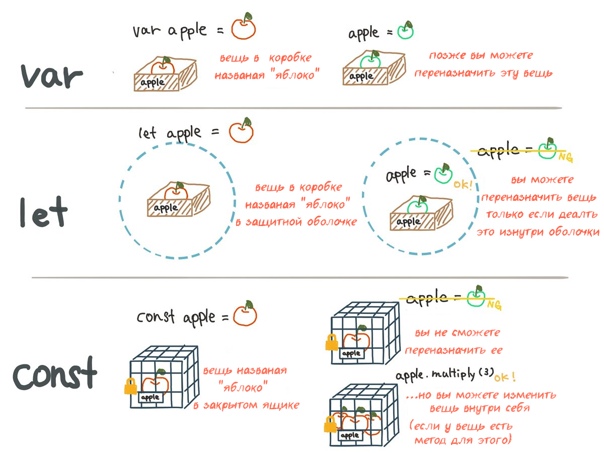 var
var apple =
apple
вещь в коробке
названая "яблоко"
apple =
apple
позже вы можете
переназначить эту вещь
let
let apple =
apple
вещь в коробке
названая "яблоко"
в защитной оболочке
apple =
OK!
apple
apple =
NG
вы можете
переназначить вещь
только если деалть
это изнутри оболочки
const
const apple =
apple
вещь названая
"яблоко"
в закрытом ящике
apple =
NG
apple
вы не сможете
переназначить ее
apple.multiply(3) OK!
apple
...но вы можете изменить
вещь внутри себя
(если у вещь есть
метод для этого)